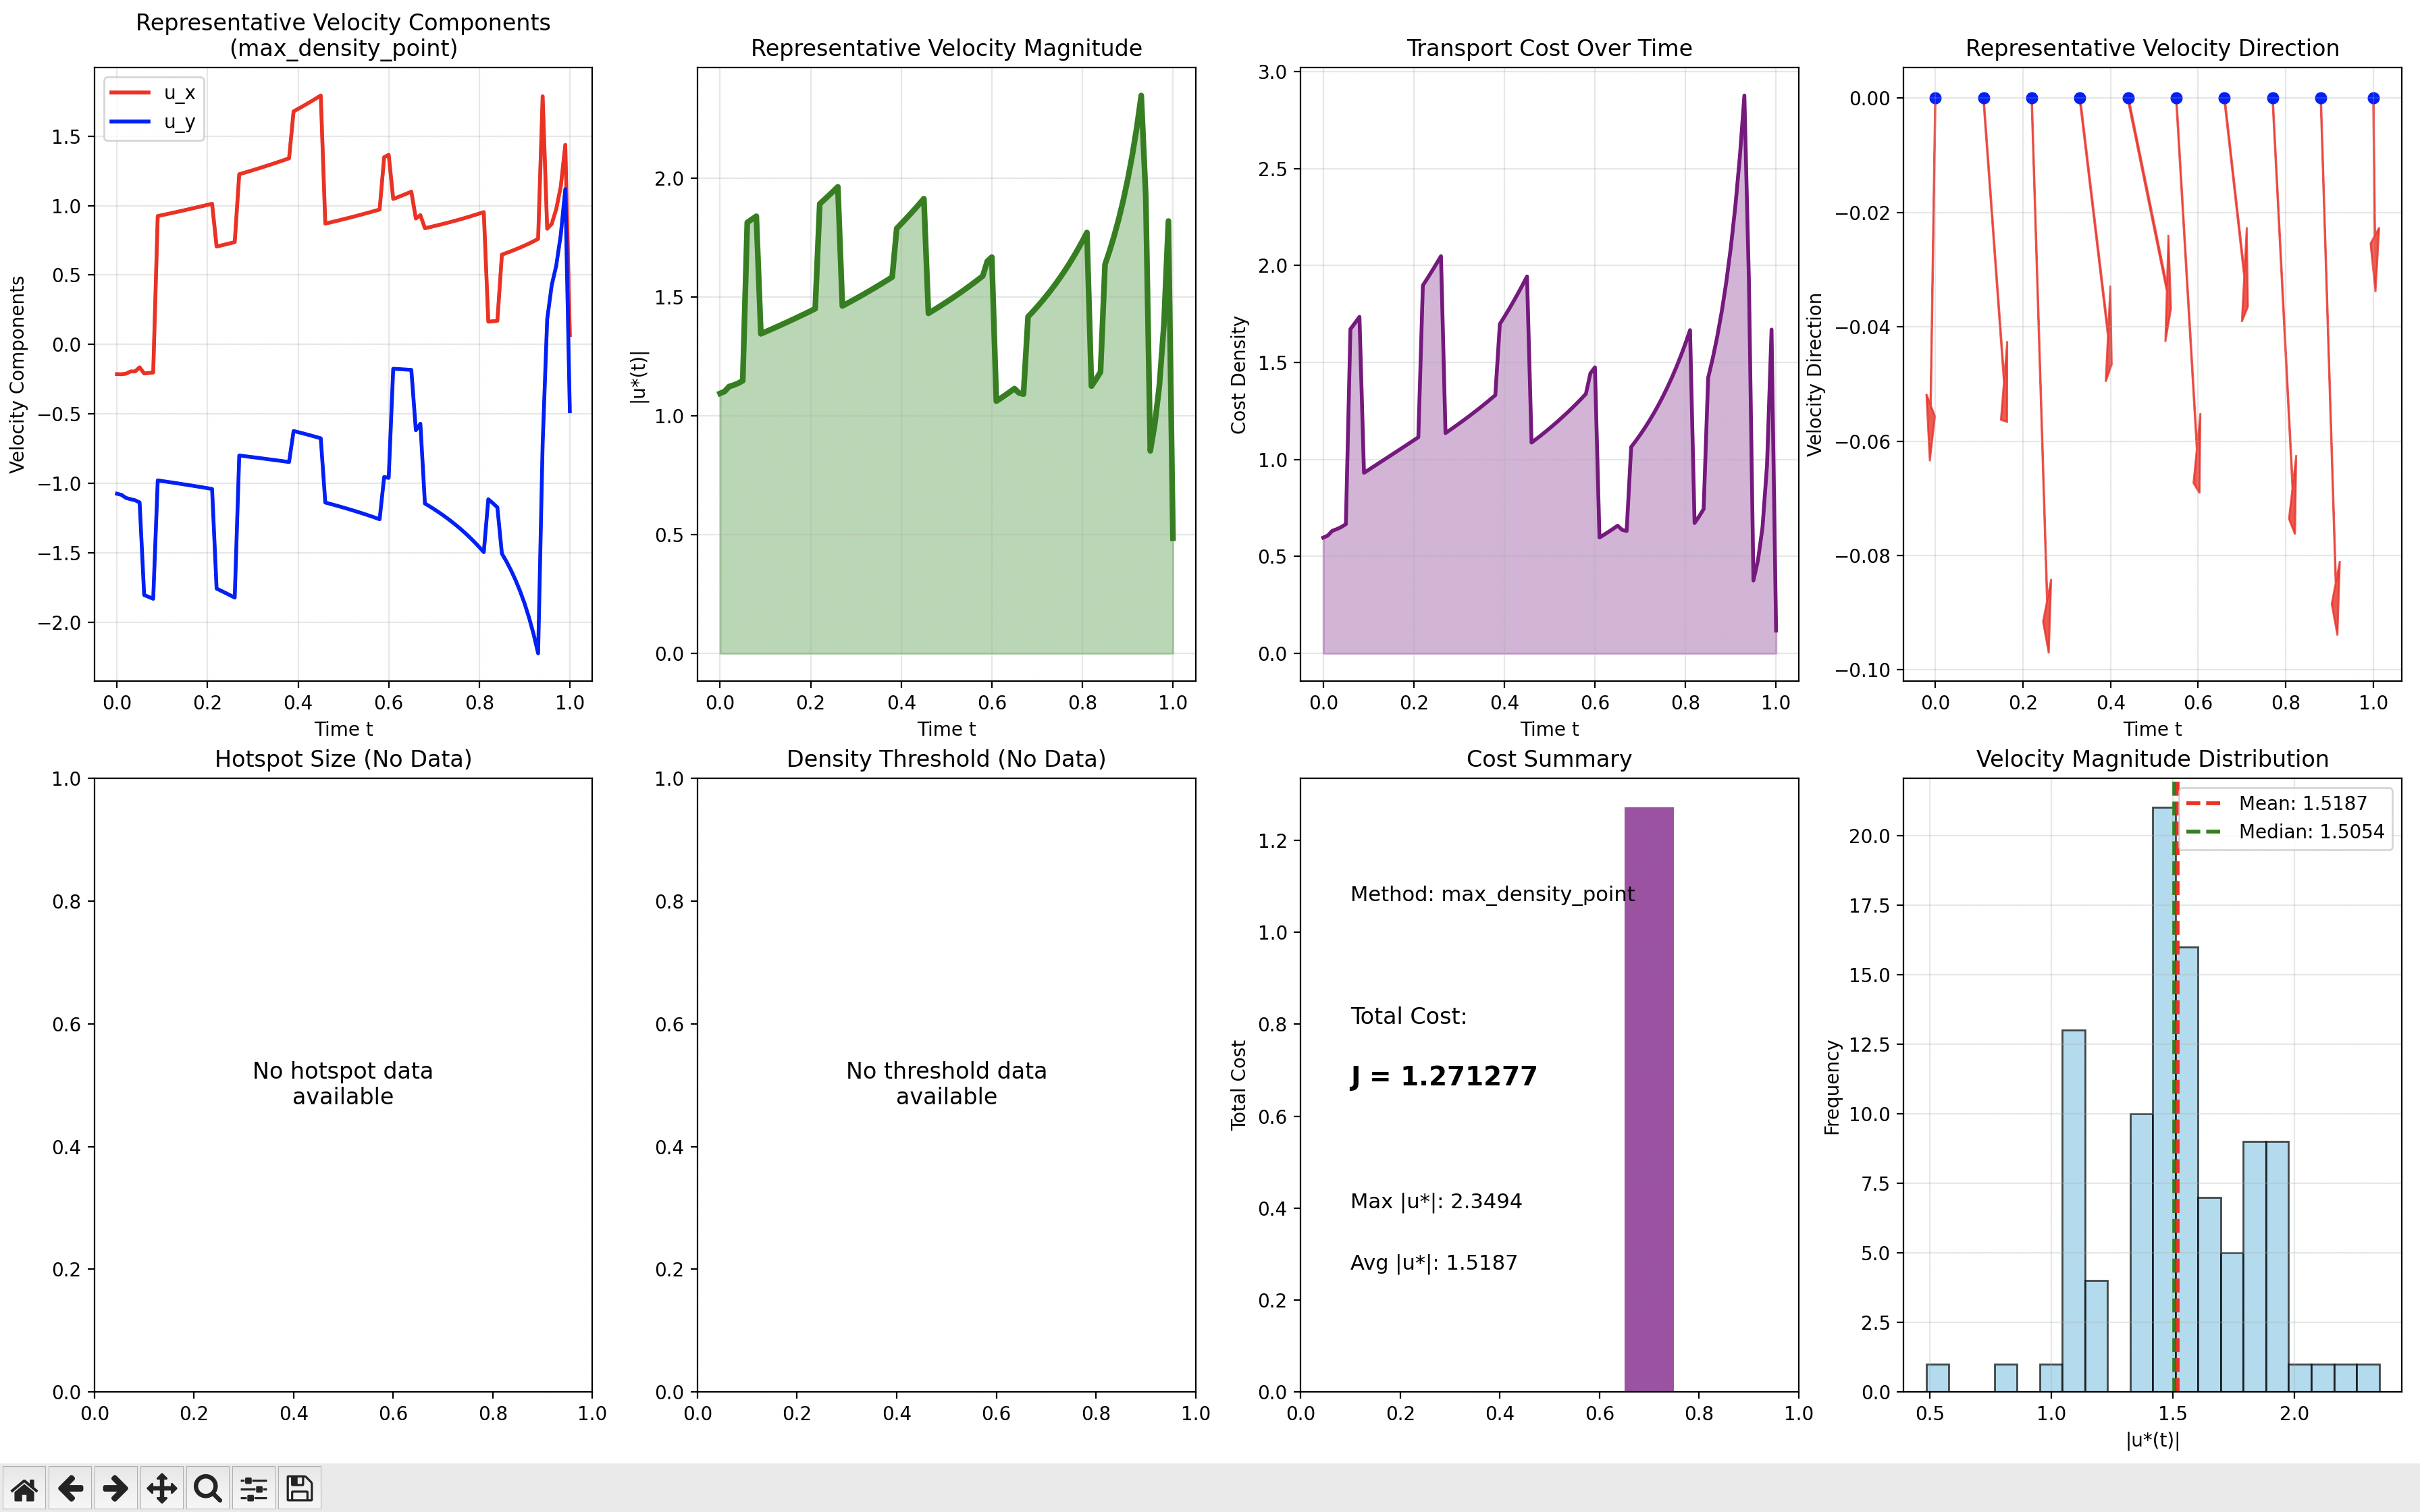 Representative Velocity Components
(max_density_point)
Velocity Components
1.5
1.0
0.5
0.0
−0.5
−1.0
−1.5
−2.0
u_x
u_y
0.0 0.2 0.4 0.6 0.8 1.0
Time t
Representative Velocity Magnitude
|u*(t)|
2.0
1.5
1.0
0.5
0.0
0.0 0.2 0.4 0.6 0.8 1.0
Time t
Transport Cost Over Time
Cost Density
3.0
2.5
2.0
1.5
1.0
0.5
0.0
0.0 0.2 0.4 0.6 0.8 1.0
Time t
Representative Velocity Direction
Velocity Direction
0.00
−0.02
−0.04
−0.06
−0.08
−0.10
0.0 0.2 0.4 0.6 0.8 1.0
Time t
Hotspot Size (No Data)
1.0
0.8
0.6
0.4
0.2
0.0
No hotspot data
available
0.0 0.2 0.4 0.6 0.8 1.0
Density Threshold (No Data)
1.0
0.8
0.6
0.4
0.2
0.0
No threshold data
available
0.0 0.2 0.4 0.6 0.8 1.0
Cost Summary
Total Cost
1.2
1.0
0.8
0.6
0.4
0.2
0.0
Method: max_density_point
Total Cost:
J = 1.271277
Max |u*|: 2.3494
Avg |u*|: 1.5187
0.0 0.2 0.4 0.6 0.8 1.0
Velocity Magnitude Distribution
Frequency
20.0
17.5
15.0
12.5
10.0
7.5
5.0
2.5
0.0
Mean: 1.5187
Median: 1.5054
0.5 1.0 1.5 2.0
|u*(t)|